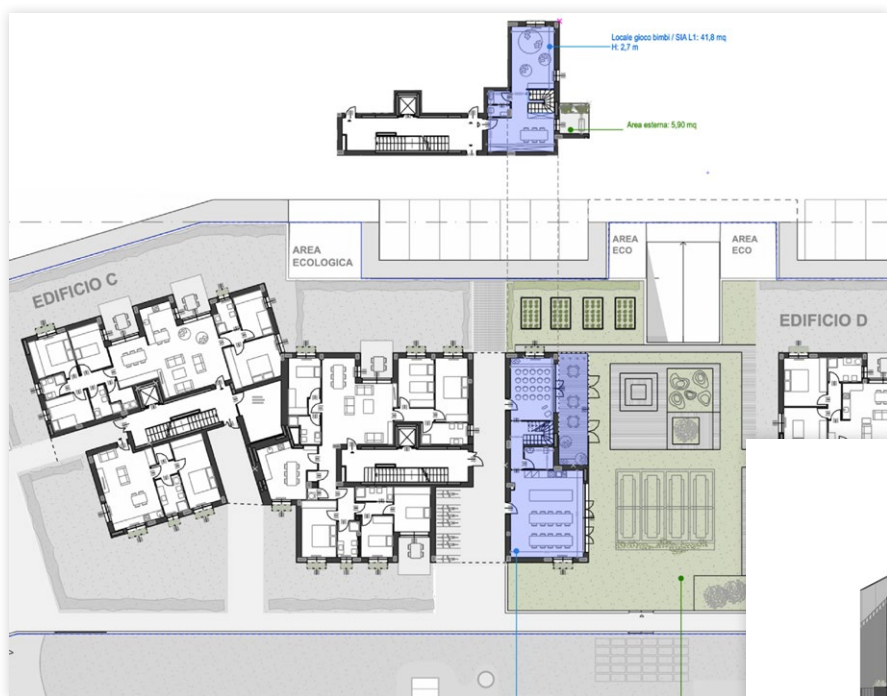 Locale gioco bimbi / SIA L1: 41,8 mq
H: 2,7 m
Area esterna: 5,90 mq
AREA
ECOLOGICA
AREA
ECO
AREA
ECO
EDIFICIO C
EDIFICIO D